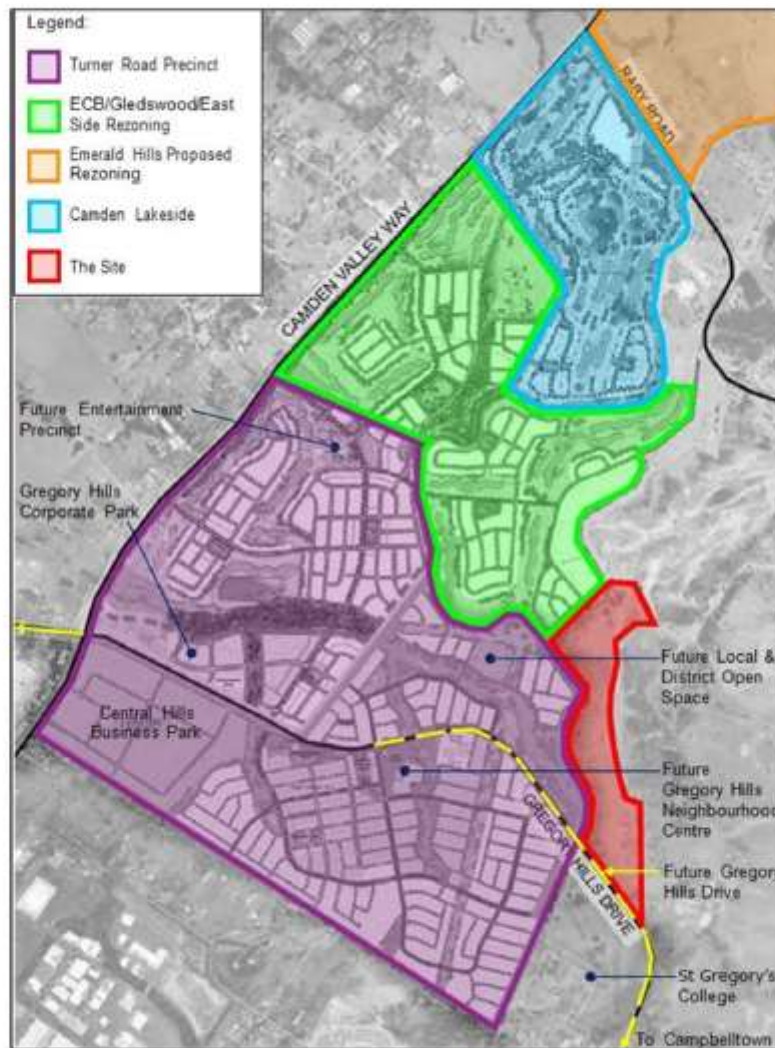 Legend:
Turner Road Precinct
ECB/Gledswood/East
Side Rezoning
Emerald Hills Proposed
Rezoning
Camden Lakeside
The Site
RABY ROAD
CAMDEN VALLEY WAY
Future Entertainment
Precinct
Gregory Hills
Corporate Park
Future Local &
District Open
Space
Central Hills
Business Park
Future
Gregory Hills
Neighbourhood
Centre
GREGORY HILLS DRIVE
Future Gregory
Hills Drive
St Gregory's
College
To Campbelltown